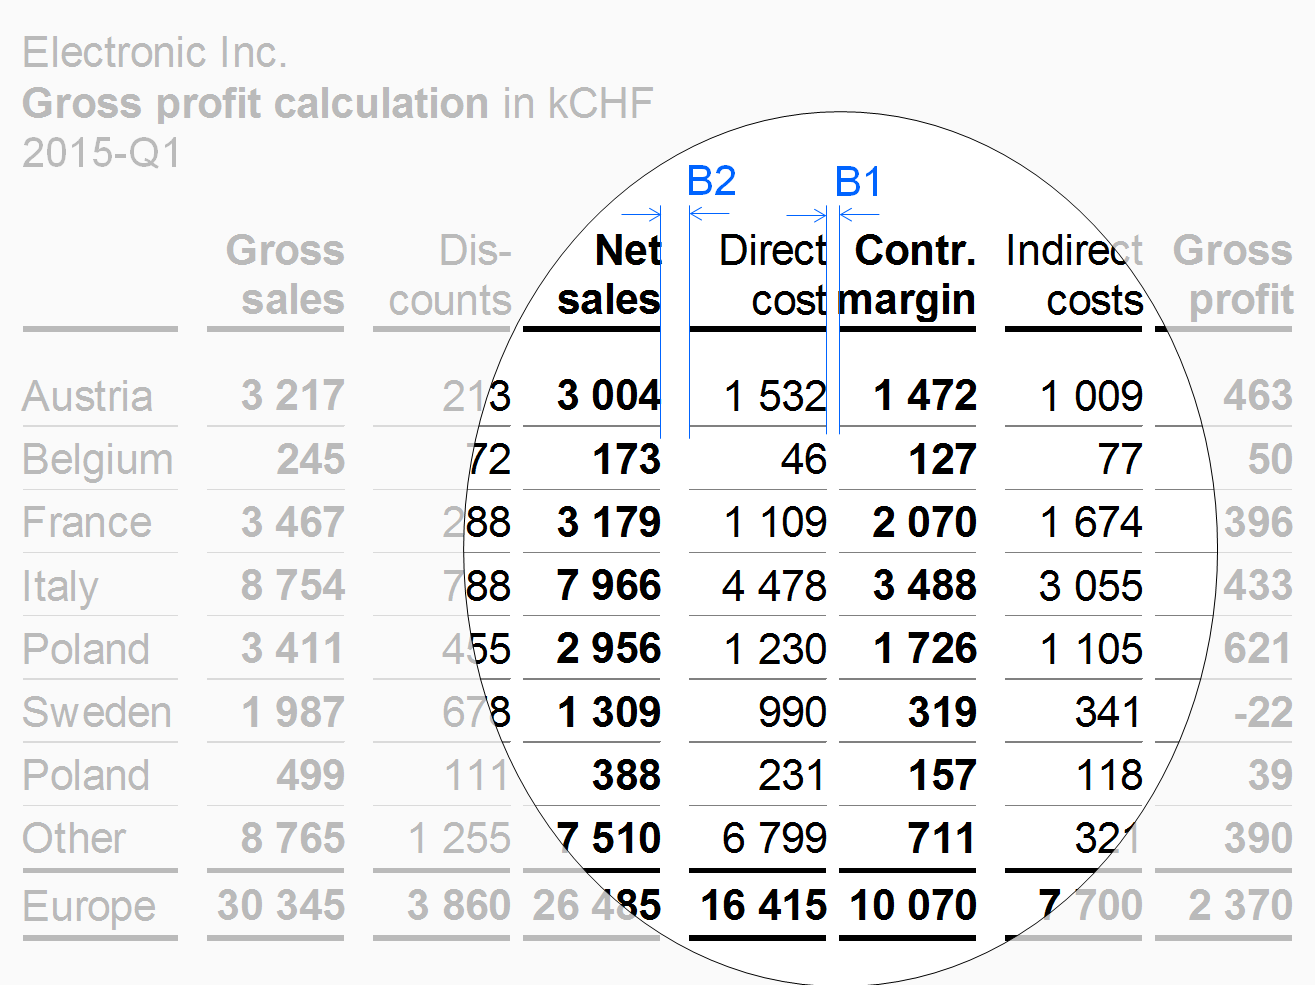 Electronic Inc.
Gross profit calculation in kCHF
2015-Q1
B2 B1
Gross Dis- Net Direct Contr. Indirect Gross
sales counts sales cost margin costs profit
Austria 3 217 213 3 004 1 532 1 472 1 009 463
Belgium 245 72 173 46 127 77 50
France 3 467 288 3 179 1 109 2 070 1 674 396
Italy 8 754 788 7 966 4 478 3 488 3 055 433
Poland 3 411 455 2 956 1 230 1 726 1 105 621
Sweden 1 987 678 1 309 990 319 341 -22
Poland 499 111 388 231 157 118 39
Other 8 765 1 255 7 510 6 799 711 321 390
Europe 30 345 3 860 26 485 16 415 10 070 7 700 2 370